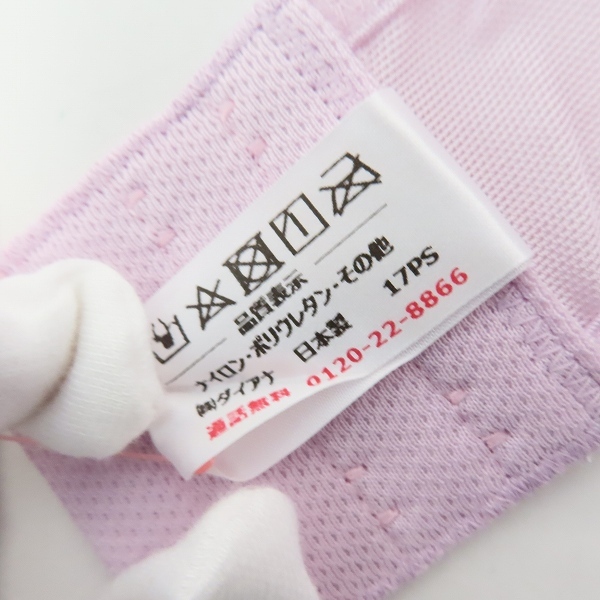 品質表示
ナイロン・ポリウレタン・その他
㈱ダイアナ 日本製 17PS
通話無料 0120-22-8866